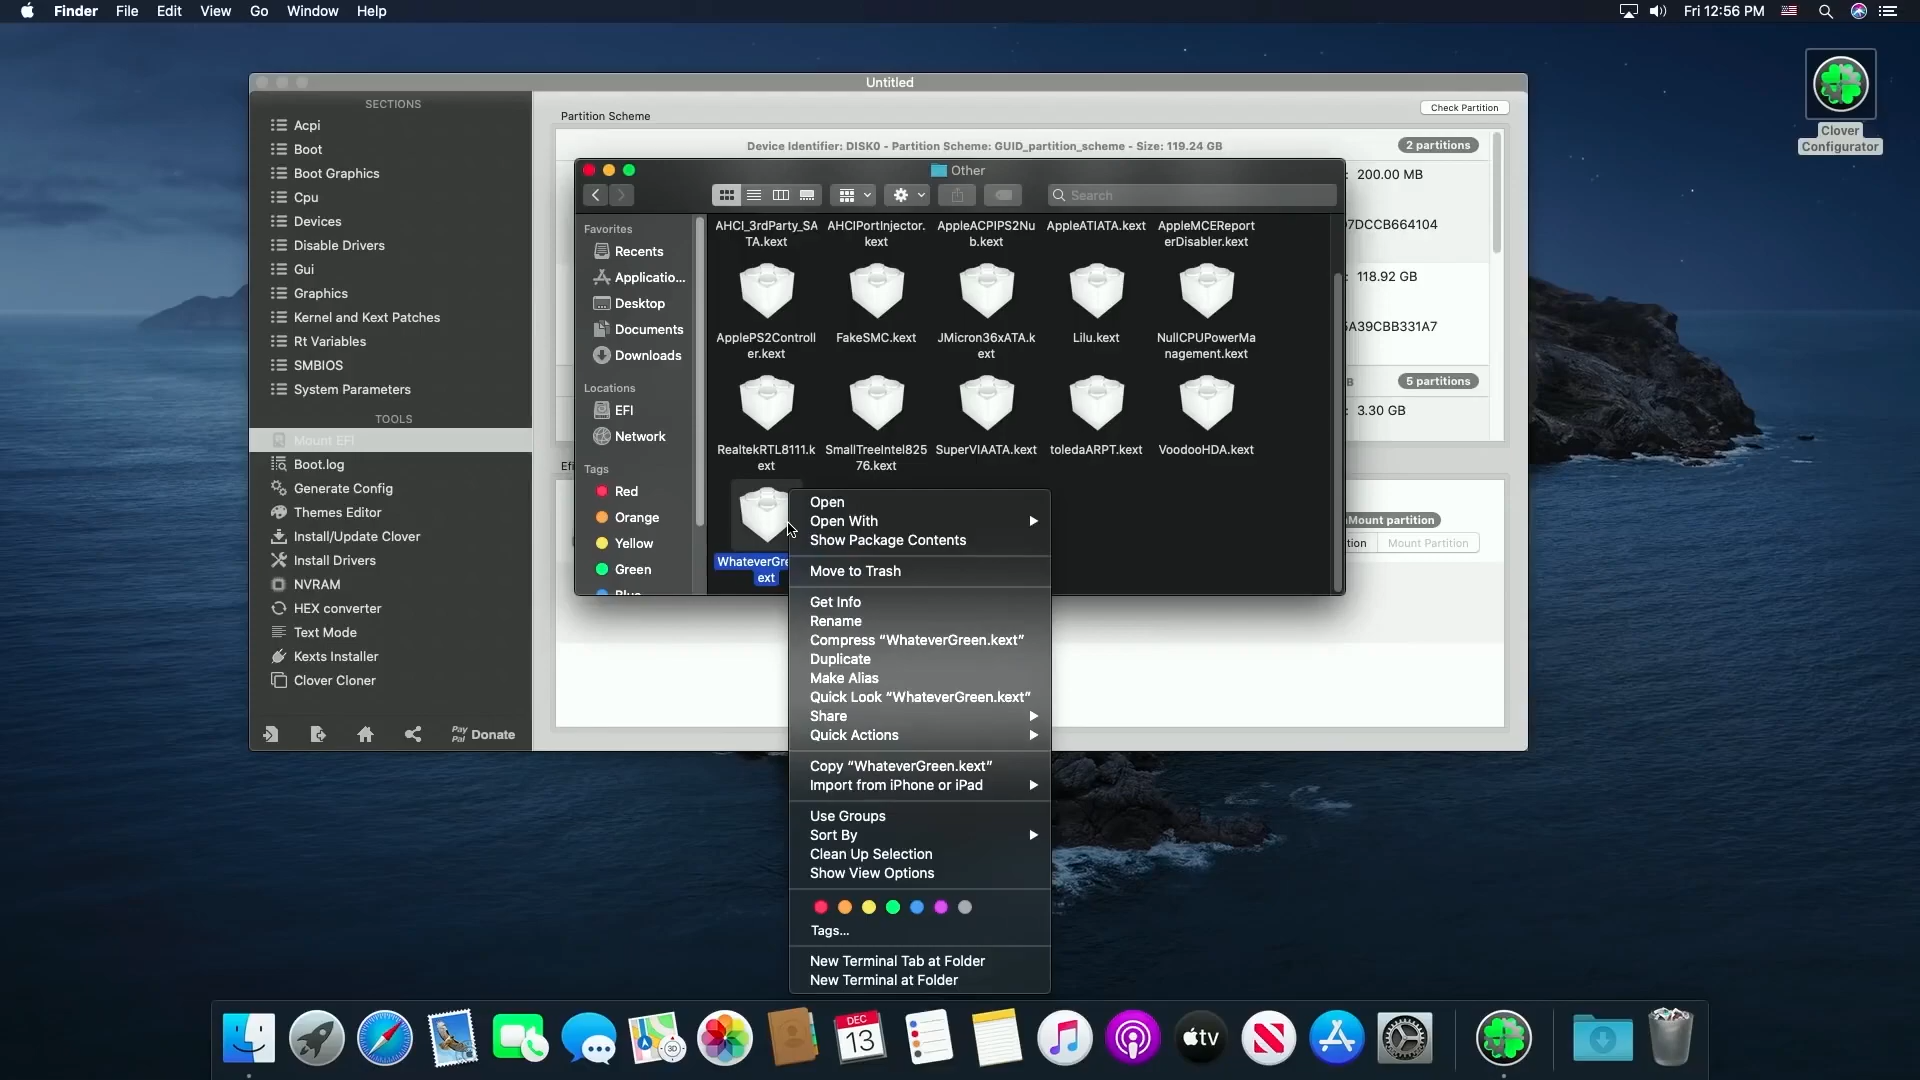 Finder File Edit View Go Window Help
Fri 12:56 PM
Clover
Configurator
Untitled
SECTIONS
Acpi
Boot
Boot Graphics
Cpu
Devices
Disable Drivers
Gui
Graphics
Kernel and Kext Patches
Rt Variables
SMBIOS
System Parameters
TOOLS
Mount EFI
Boot.log
Generate Config
Themes Editor
Install/Update Clover
Install Drivers
NVRAM
HEX converter
Text Mode
Kexts Installer
Clover Cloner
Pay
Pal
Donate
Partition Scheme
Check Partition
Device Identifier: DISK0 - Partition Scheme: GUID_partition_scheme - Size: 119.24 GB
2 partitions
: 200.00 MB
7DCCB664104
: 118.92 GB
5A39CBB331A7
B
5 partitions
: 3.30 GB
Efi
Mount partition
tion
Mount Partition
Other
Search
Favorites
Recents
Applicatio...
Desktop
Documents
Downloads
Locations
EFI
Network
Tags
Red
Orange
Yellow
Green
Blue
AHCI_3rdParty_SA
TA.kext
AHCIPortInjector.
kext
AppleACPIPS2Nu
b.kext
AppleATIATA.kext
AppleMCEReport
erDisabler.kext
ApplePS2Controll
er.kext
FakeSMC.kext
JMicron36xATA.k
ext
Lilu.kext
NullCPUPowerMa
nagement.kext
RealtekRTL8111.k
ext
SmallTreeIntel825
76.kext
SuperVIAATA.kext
toledaARPT.kext
VoodooHDA.kext
WhateverGre
ext
Open
Open With
Show Package Contents
Move to Trash
Get Info
Rename
Compress “WhateverGreen.kext”
Duplicate
Make Alias
Quick Look “WhateverGreen.kext”
Share
Quick Actions
Copy “WhateverGreen.kext”
Import from iPhone or iPad
Use Groups
Sort By
Clean Up Selection
Show View Options
Tags...
New Terminal Tab at Folder
New Terminal at Folder
3D
DEC
13
tv